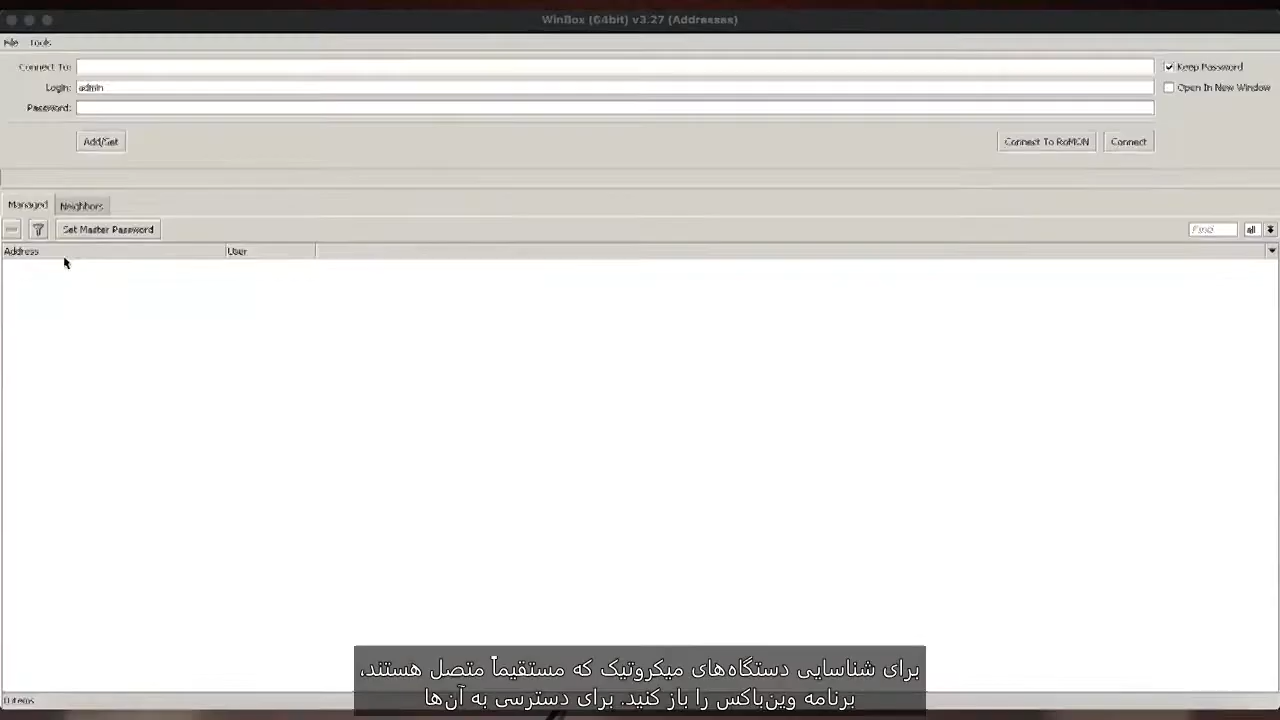 WinBox (64bit) v3.27 (Addresses)
File Tools
Connect To:
Keep Password
Login: admin
Open In New Window
Password:
Add/Set
Connect To RoMON
Connect
Managed
Neighbors
Set Master Password
Find
all
Address
User
برای شناسایی دستگاه‌های میکروتیک که مستقیماً متصل هستند،
برنامه وین‌باکس را باز کنید. برای دسترسی به آن‌ها
0 items